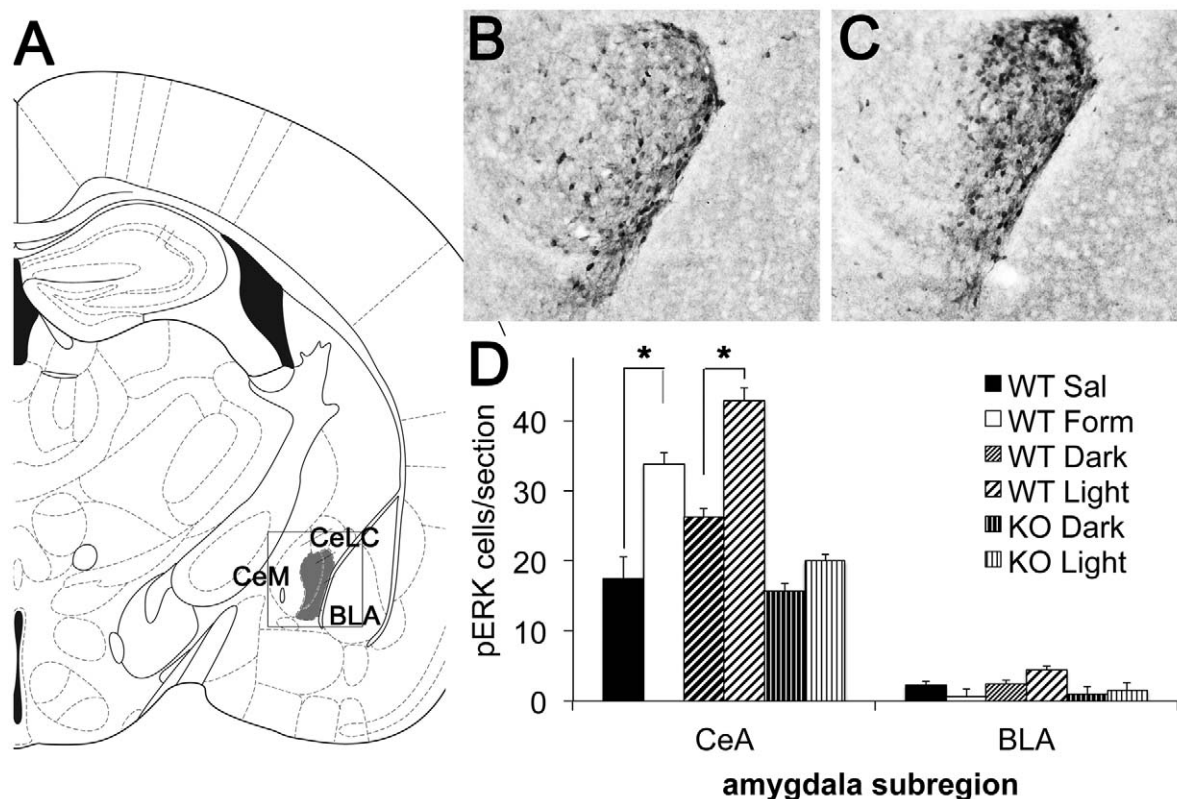 A
B
C
CeLC
CeM
BLA
D
* *
pERK cells/section
40
30
20
10
0
WT Sal
WT Form
WT Dark
WT Light
KO Dark
KO Light
CeA BLA
amygdala subregion